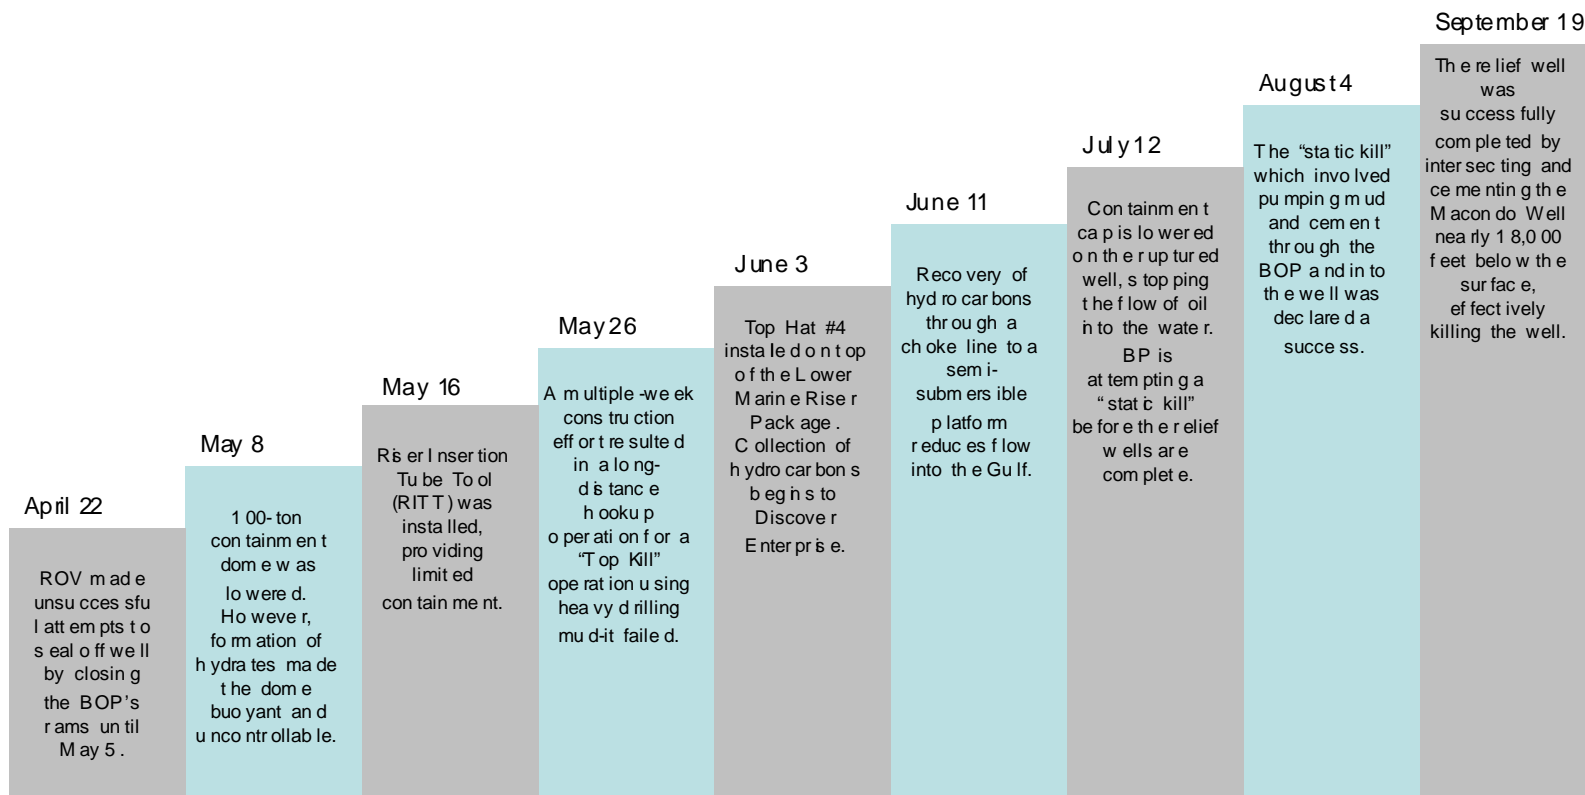 April 22
ROV made
unsuccessfu
l attempts to
seal off well
by closing
the BOP's
rams until
May 5.
May 8
100-ton
containment
dome was
lowered.
However,
formation of
hydrates made
the dome
buoyant and
uncontrollable.
May 16
Riser Insertion
Tube Tool
(RITT) was
installed,
providing
limited
containment.
May 26
A multiple-week
construction
effort resulted
in a long-
distance
hookup
operation for a
“Top Kill”
operation using
heavy drilling
mud-it failed.
June 3
Top Hat #4
installed on top
of the Lower
Marine Riser
Package.
Collection of
hydrocarbons
begins to
Discover
Enterprise.
June 11
Recovery of
hydrocarbons
through a
choke line to a
semi-
submersible
platform
reduces flow
into the Gulf.
July 12
Containment
cap is lowered
on the ruptured
well, stopping
the flow of oil
into the water.
BP is
attempting a
“static kill”
before the relief
wells are
complete.
August 4
The “static kill”
which involved
pumping mud
and cement
through the
BOP and into
the well was
declared a
success.
September 19
The relief well
was
successfully
completed by
intersecting and
cementing the
Macondo Well
nearly 18,000
feet below the
surface,
effectively
killing the well.